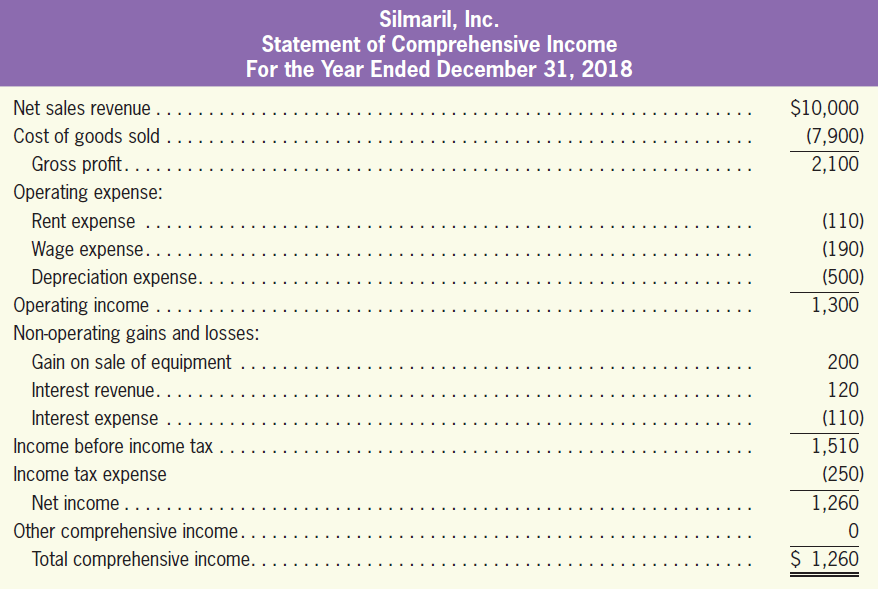 Silmaril, Inc.
Statement of Comprehensive Income
For the Year Ended December 31, 2018
Net sales revenue $10,000
Cost of goods sold (7,900)
Gross profit 2,100
Operating expense:
Rent expense (110)
Wage expense (190)
Depreciation expense (500)
Operating income 1,300
Non-operating gains and losses:
Gain on sale of equipment 200
Interest revenue 120
Interest expense (110)
Income before income tax 1,510
Income tax expense (250)
Net income 1,260
Other comprehensive income 0
Total comprehensive income $ 1,260